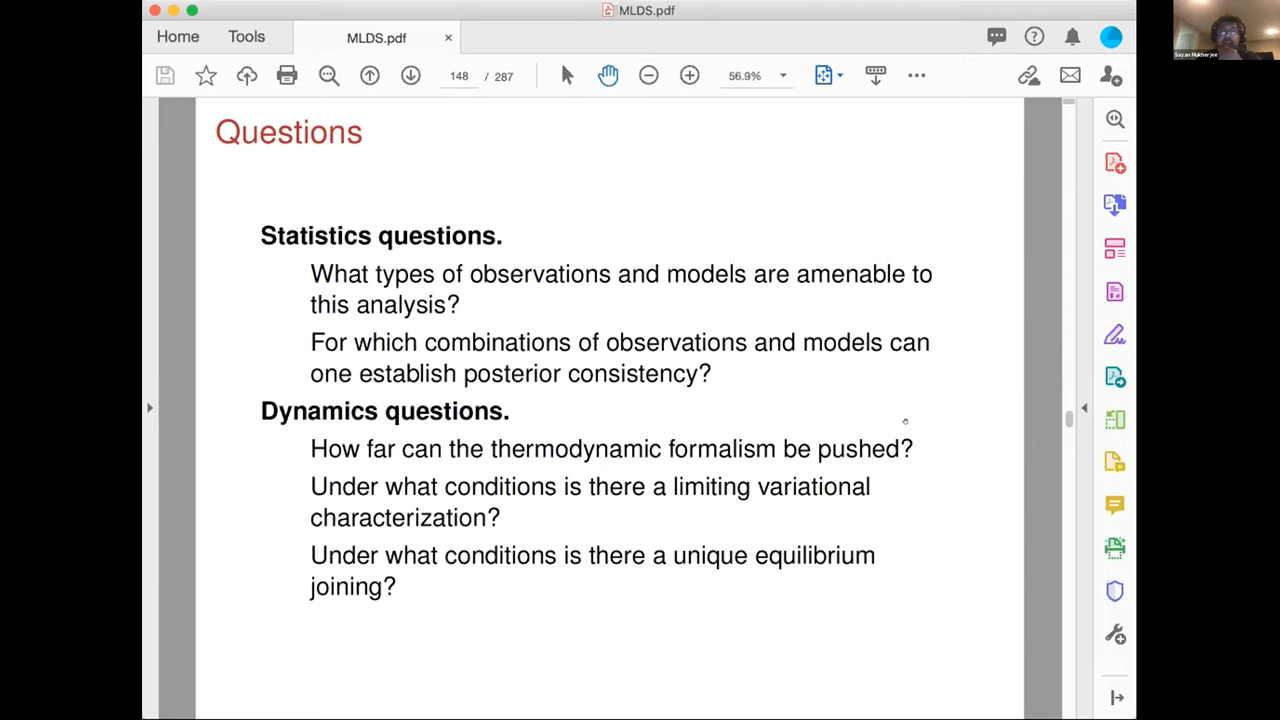 MLDS.pdf
Home
Tools
MLDS.pdf
148 / 287
56.9%
Sayan Mukherjee
Questions
Statistics questions.
What types of observations and models are amenable to
this analysis?
For which combinations of observations and models can
one establish posterior consistency?
Dynamics questions.
How far can the thermodynamic formalism be pushed?
Under what conditions is there a limiting variational
characterization?
Under what conditions is there a unique equilibrium
joining?